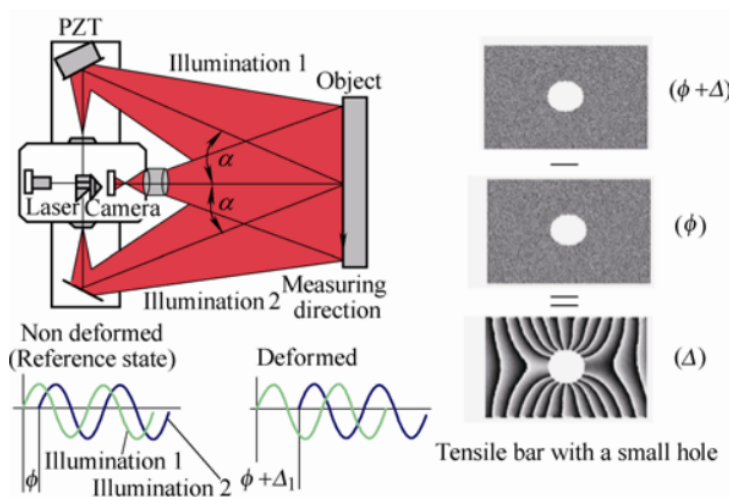 PZT
Illumination 1
Object
α
α
Laser Camera
Illumination 2
Measuring
direction
Non deformed
(Reference state)
Deformed
ϕ
Illumination 1
Illumination 2
ϕ+Δ₁
(ϕ+Δ)
(ϕ)
(Δ)
Tensile bar with a small hole